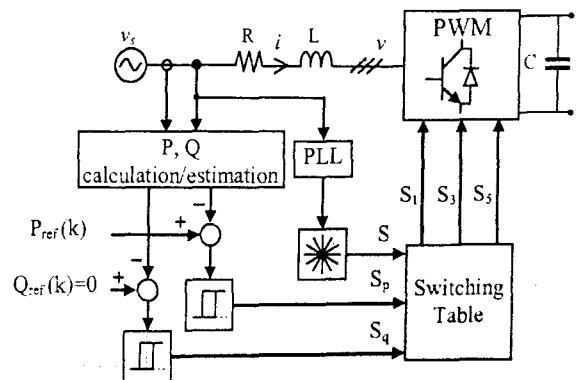 v_s
R
i
L
v
PWM
C
P, Q
calculation/estimation
PLL
S_1
S_3
S_5
P_ref(k)
+
−
−
Q_ref(k)=0
+
S
S_p
S_q
Switching
Table